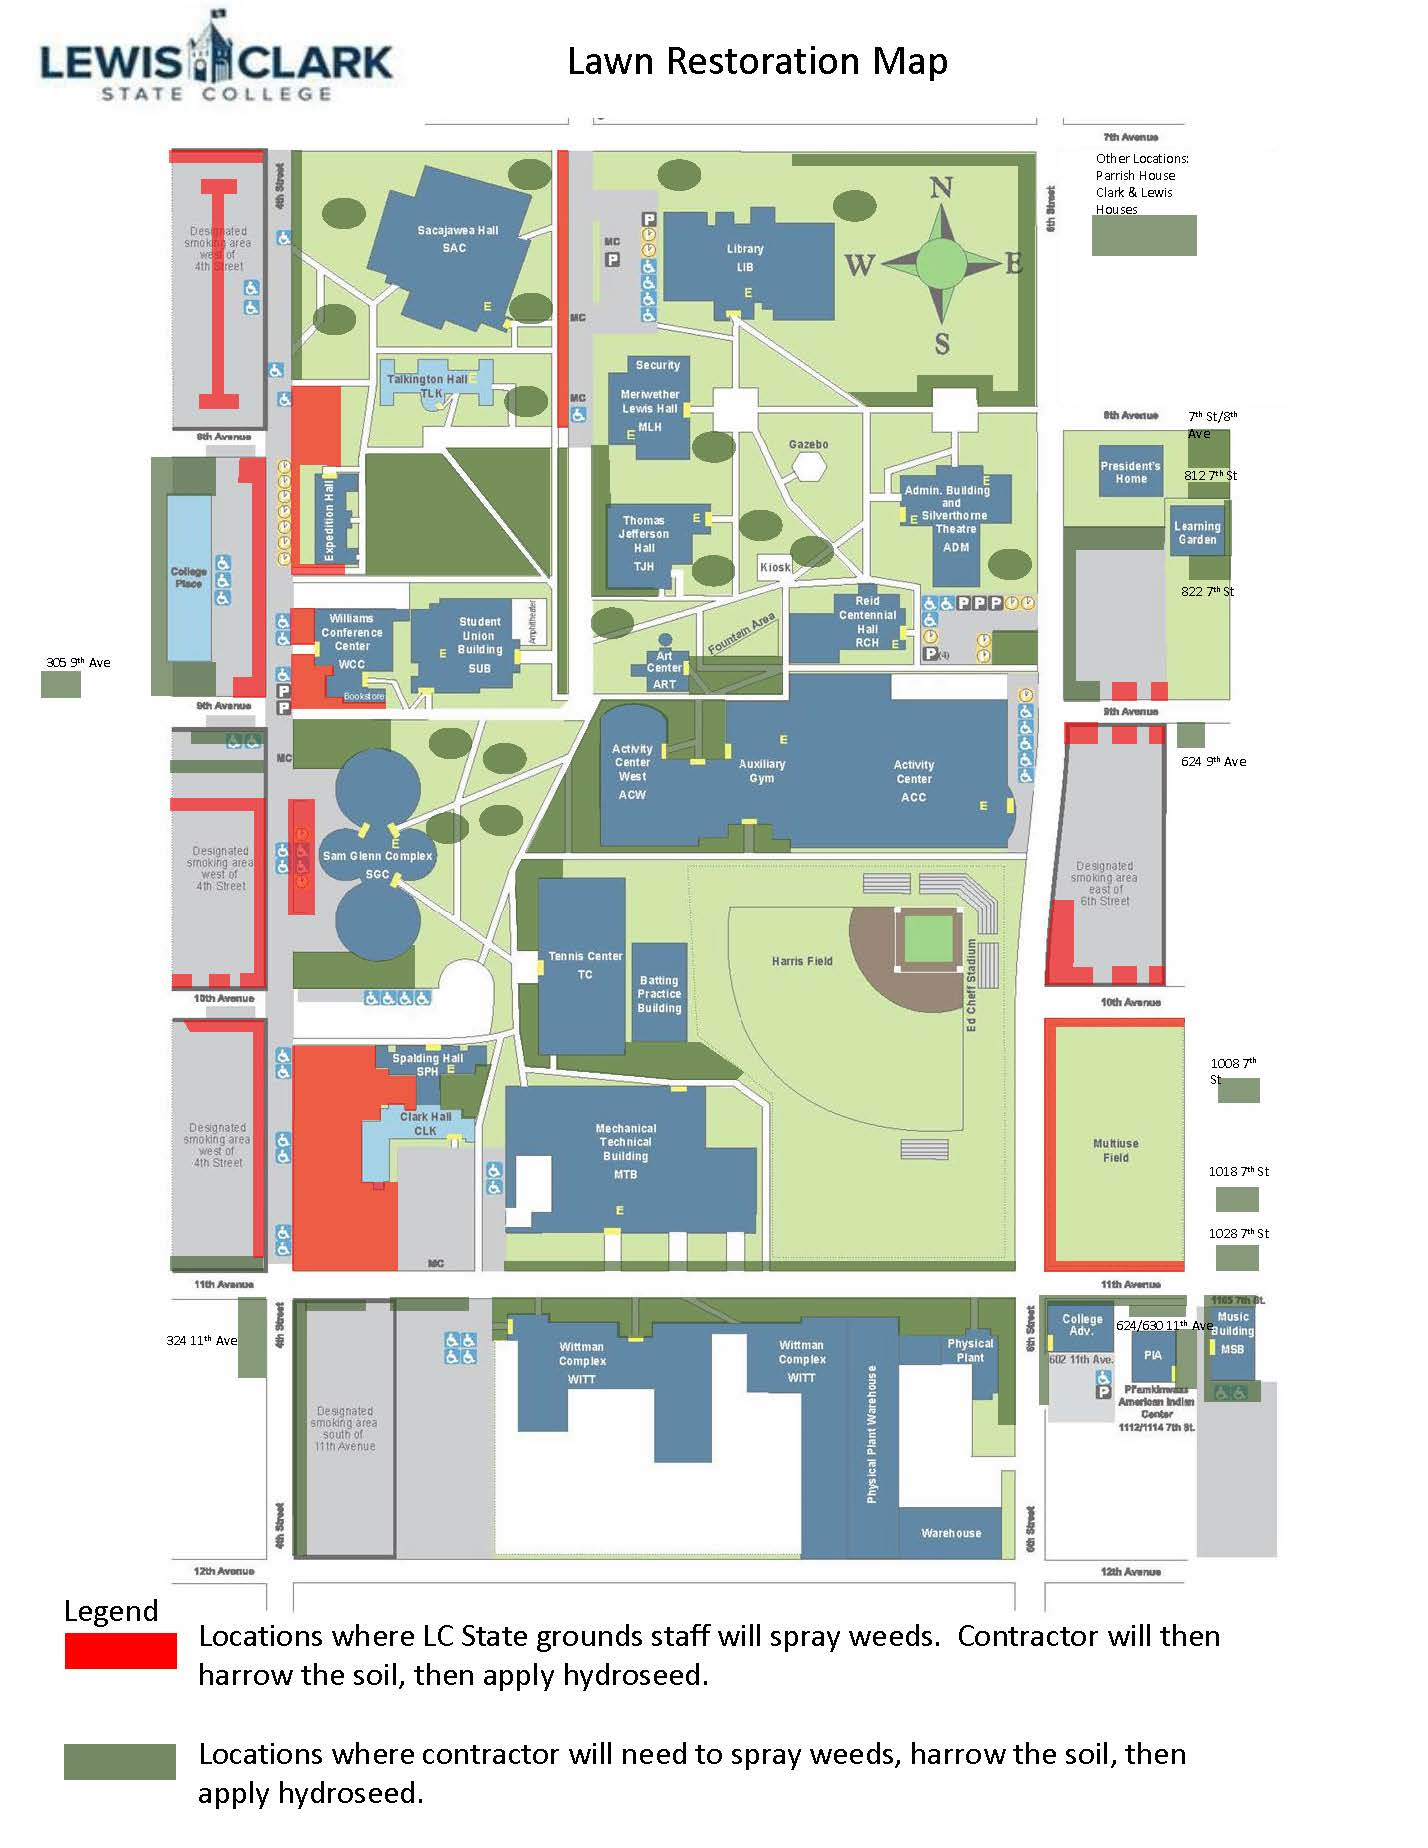 LEWIS CLARK
STATE COLLEGE
Lawn Restoration Map
7th Avenue
Other Locations:
Parrish House
Clark & Lewis
Houses
4th Street
6th Street
Designated
smoking area
west of
4th Street
Sacajawea Hall
SAC
E
MC
P
P
MC
Library
LIB
E
N
W E
S
Talkington Hall E
TLK
MC
Security
Meriwether
Lewis Hall
MLH
E
Gazebo
8th Avenue
8th Avenue
7th St/8th
Ave
President's
Home
812 7th St
Expedition Hall
Thomas
Jefferson
Hall
TJH
E
Admin. Building
and
Silverthorne
Theatre
ADM
E
E
Learning
Garden
College
Place
Kiosk
822 7th St
Williams
Conference
Center
WCC
Bookstore
Student
Union
Building
SUB
E
Amphitheater
Fountain Area
Reid
Centennial
Hall
RCH E
P P P
P (4)
Art
Center
ART
E
305 9th Ave
P
P
9th Avenue
9th Avenue
624 9th Ave
MC
Activity
Center
West
ACW
E
Auxiliary
Gym
E
Activity
Center
ACC
E
Designated
smoking area
west of
4th Street
E
Sam Glenn Complex
SGC
Designated
smoking area
east of
6th Street
Tennis Center
TC
Batting
Practice
Building
Harris Field
Ed Cheff Stadium
10th Avenue
10th Avenue
Spalding Hall
SPH E
Clark Hall
CLK
1008 7th
St
Designated
smoking area
west of
4th Street
Mechanical
Technical
Building
MTB
E
Multiuse
Field
1018 7th St
1028 7th St
MC
11th Avenue
11th Avenue
1105 7th St.
324 11th Ave
4th Street
6th Street
College
Adv.
624/630 11th Ave
Music
Building
MSB
Wittman
Complex
WITT
Wittman
Complex
WITT
Physical
Plant
602 11th Ave.
P
PIA
American Indian
Center
1112/1114 7th St.
Designated
smoking area
south of
11th Avenue
Physical Plant Warehouse
4th Street
6th Street
Warehouse
12th Avenue
12th Avenue
Legend
Locations where LC State grounds staff will spray weeds.  Contractor will then
harrow the soil, then apply hydroseed.
Locations where contractor will need to spray weeds, harrow the soil, then
apply hydroseed.